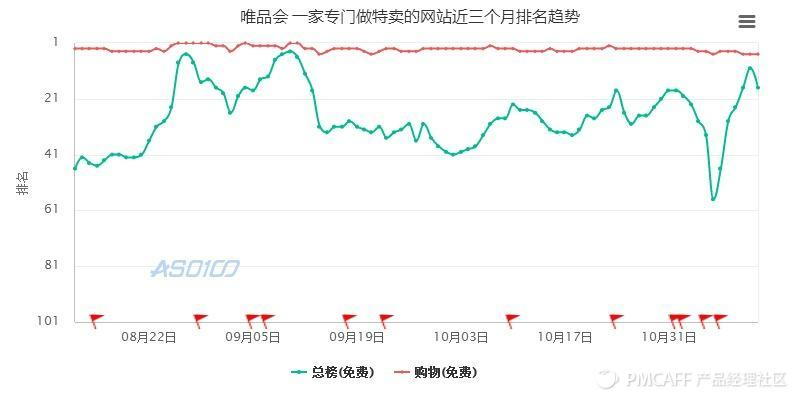 唯品会 一家专门做特卖的网站近三个月排名趋势
1
21
41
61
81
101
排名
ASO100
08月22日 09月05日 09月19日 10月03日 10月17日 10月31日
总榜(免费) 购物(免费)
PMCAFF 产品经理社区